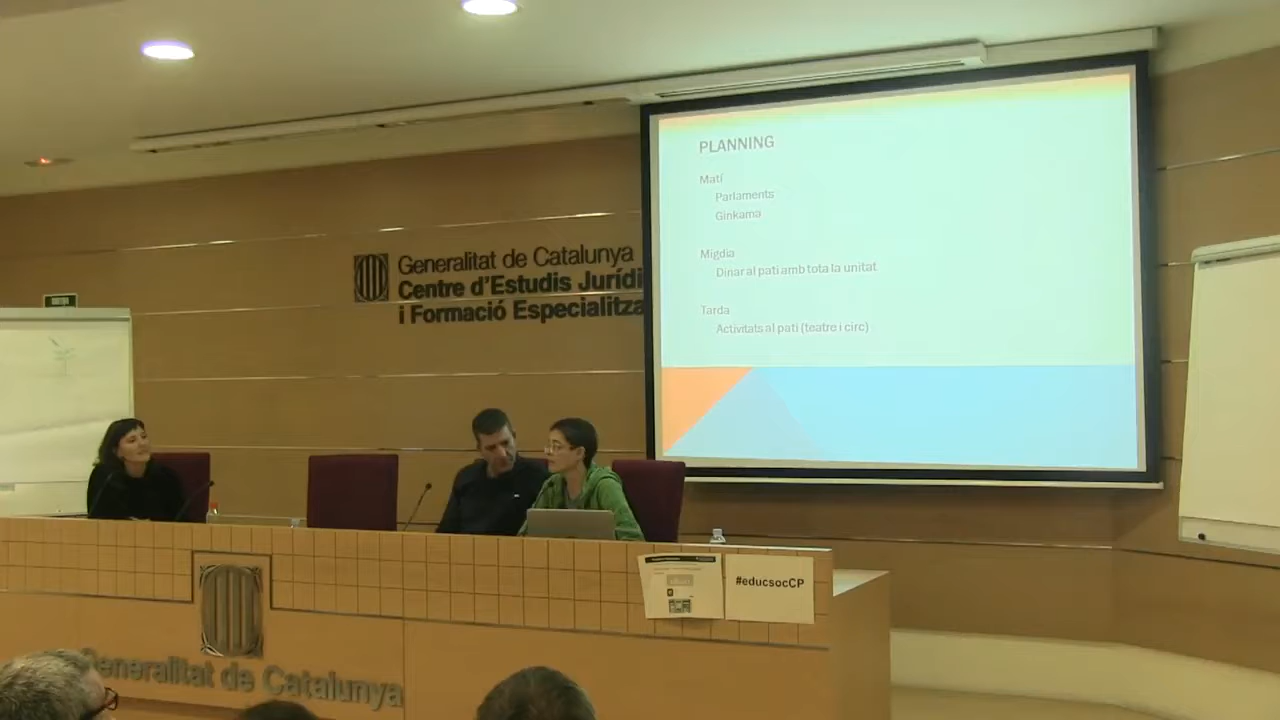 PLANNING
Matí
Parlaments
Ginkama
Migdia
Dinar al pati amb tota la unitat
Tarda
Activitats al pati (teatre i circ)
Generalitat de Catalunya
Centre d'Estudis Jurídi
i Formació Especialitza
#educsocCP
Generalitat de Catalunya